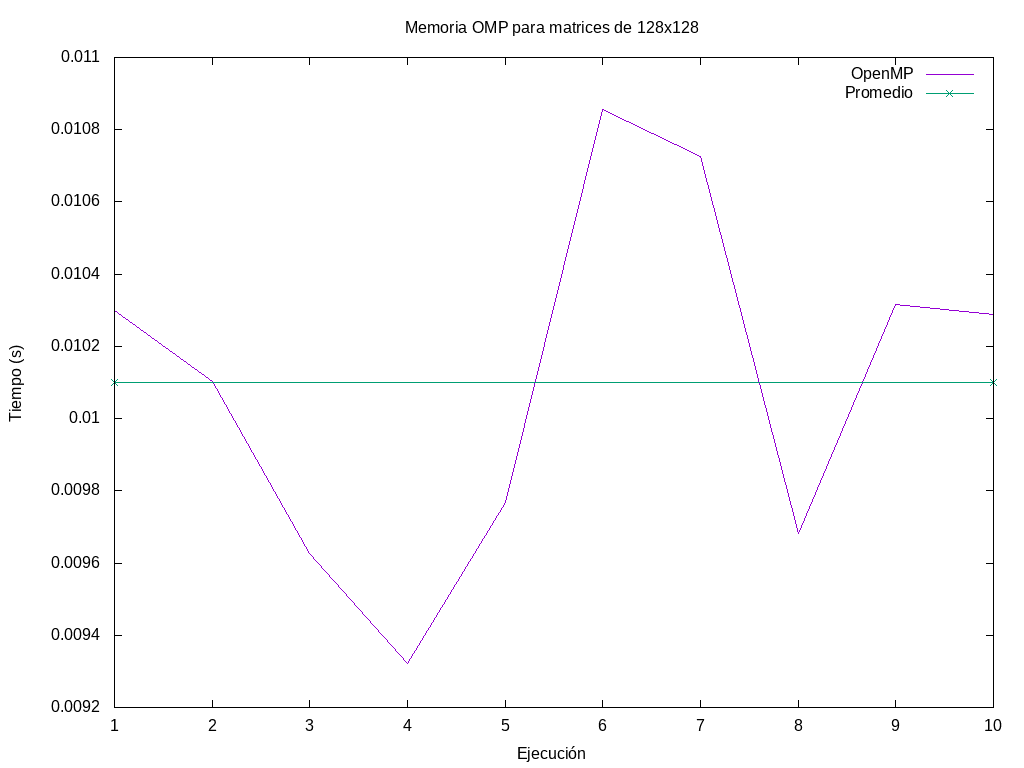 Memoria OMP para matrices de 128x128
0.011
0.0108
0.0106
0.0104
0.0102
0.01
0.0098
0.0096
0.0094
0.0092
Tiempo (s)
OpenMP
Promedio
1 2 3 4 5 6 7 8 9 10
Ejecución